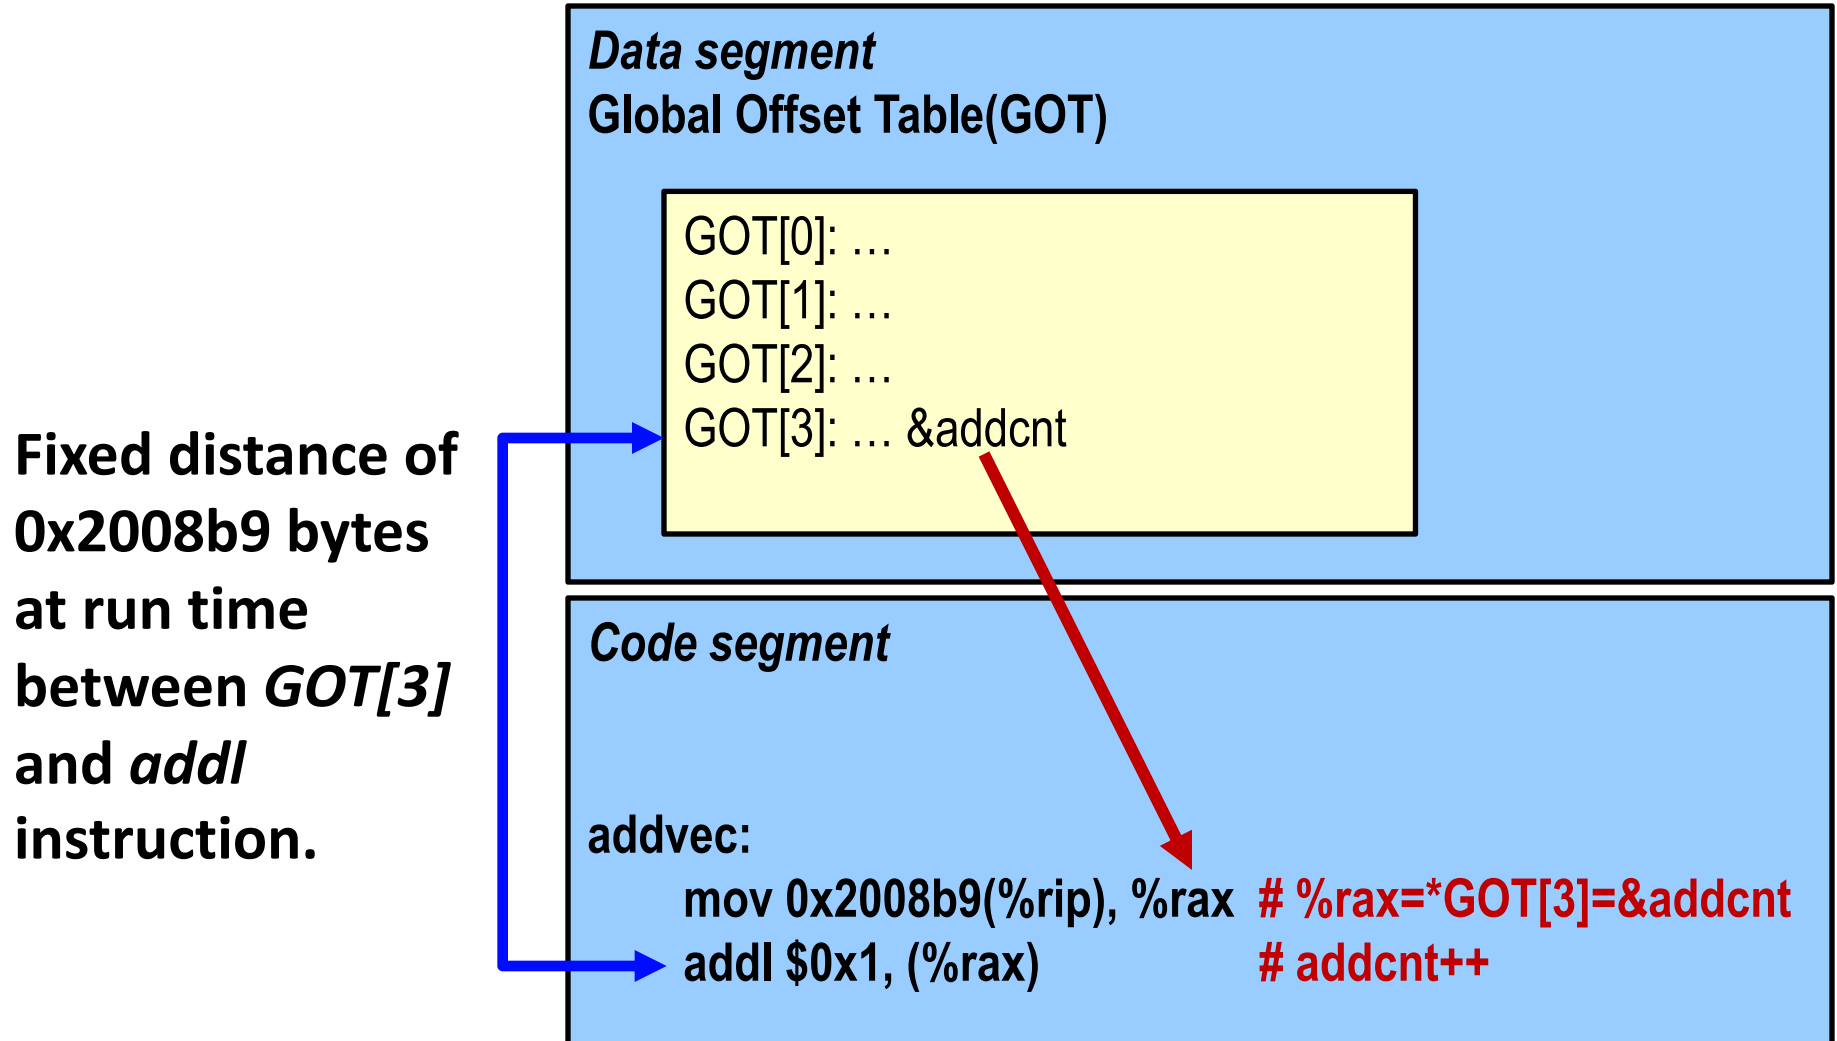 Data segment
Global Offset Table(GOT)
GOT[0]: …
GOT[1]: …
GOT[2]: …
GOT[3]: … &addcnt
Fixed distance of
0x2008b9 bytes
at run time
between GOT[3]
and addl
instruction.
Code segment
addvec:
mov 0x2008b9(%rip), %rax # %rax=*GOT[3]=&addcnt
addl $0x1, (%rax) # addcnt++